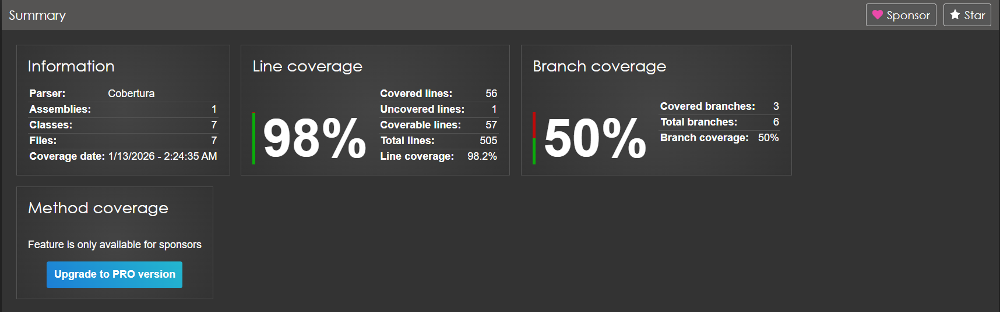 Summary
Sponsor
Star
Information
Parser: Cobertura
Assemblies: 1
Classes: 7
Files: 7
Coverage date: 1/13/2026 - 2:24:35 AM
Line coverage
98%
Covered lines: 56
Uncovered lines: 1
Coverable lines: 57
Total lines: 505
Line coverage: 98.2%
Branch coverage
50%
Covered branches: 3
Total branches: 6
Branch coverage: 50%
Method coverage
Feature is only available for sponsors
Upgrade to PRO version